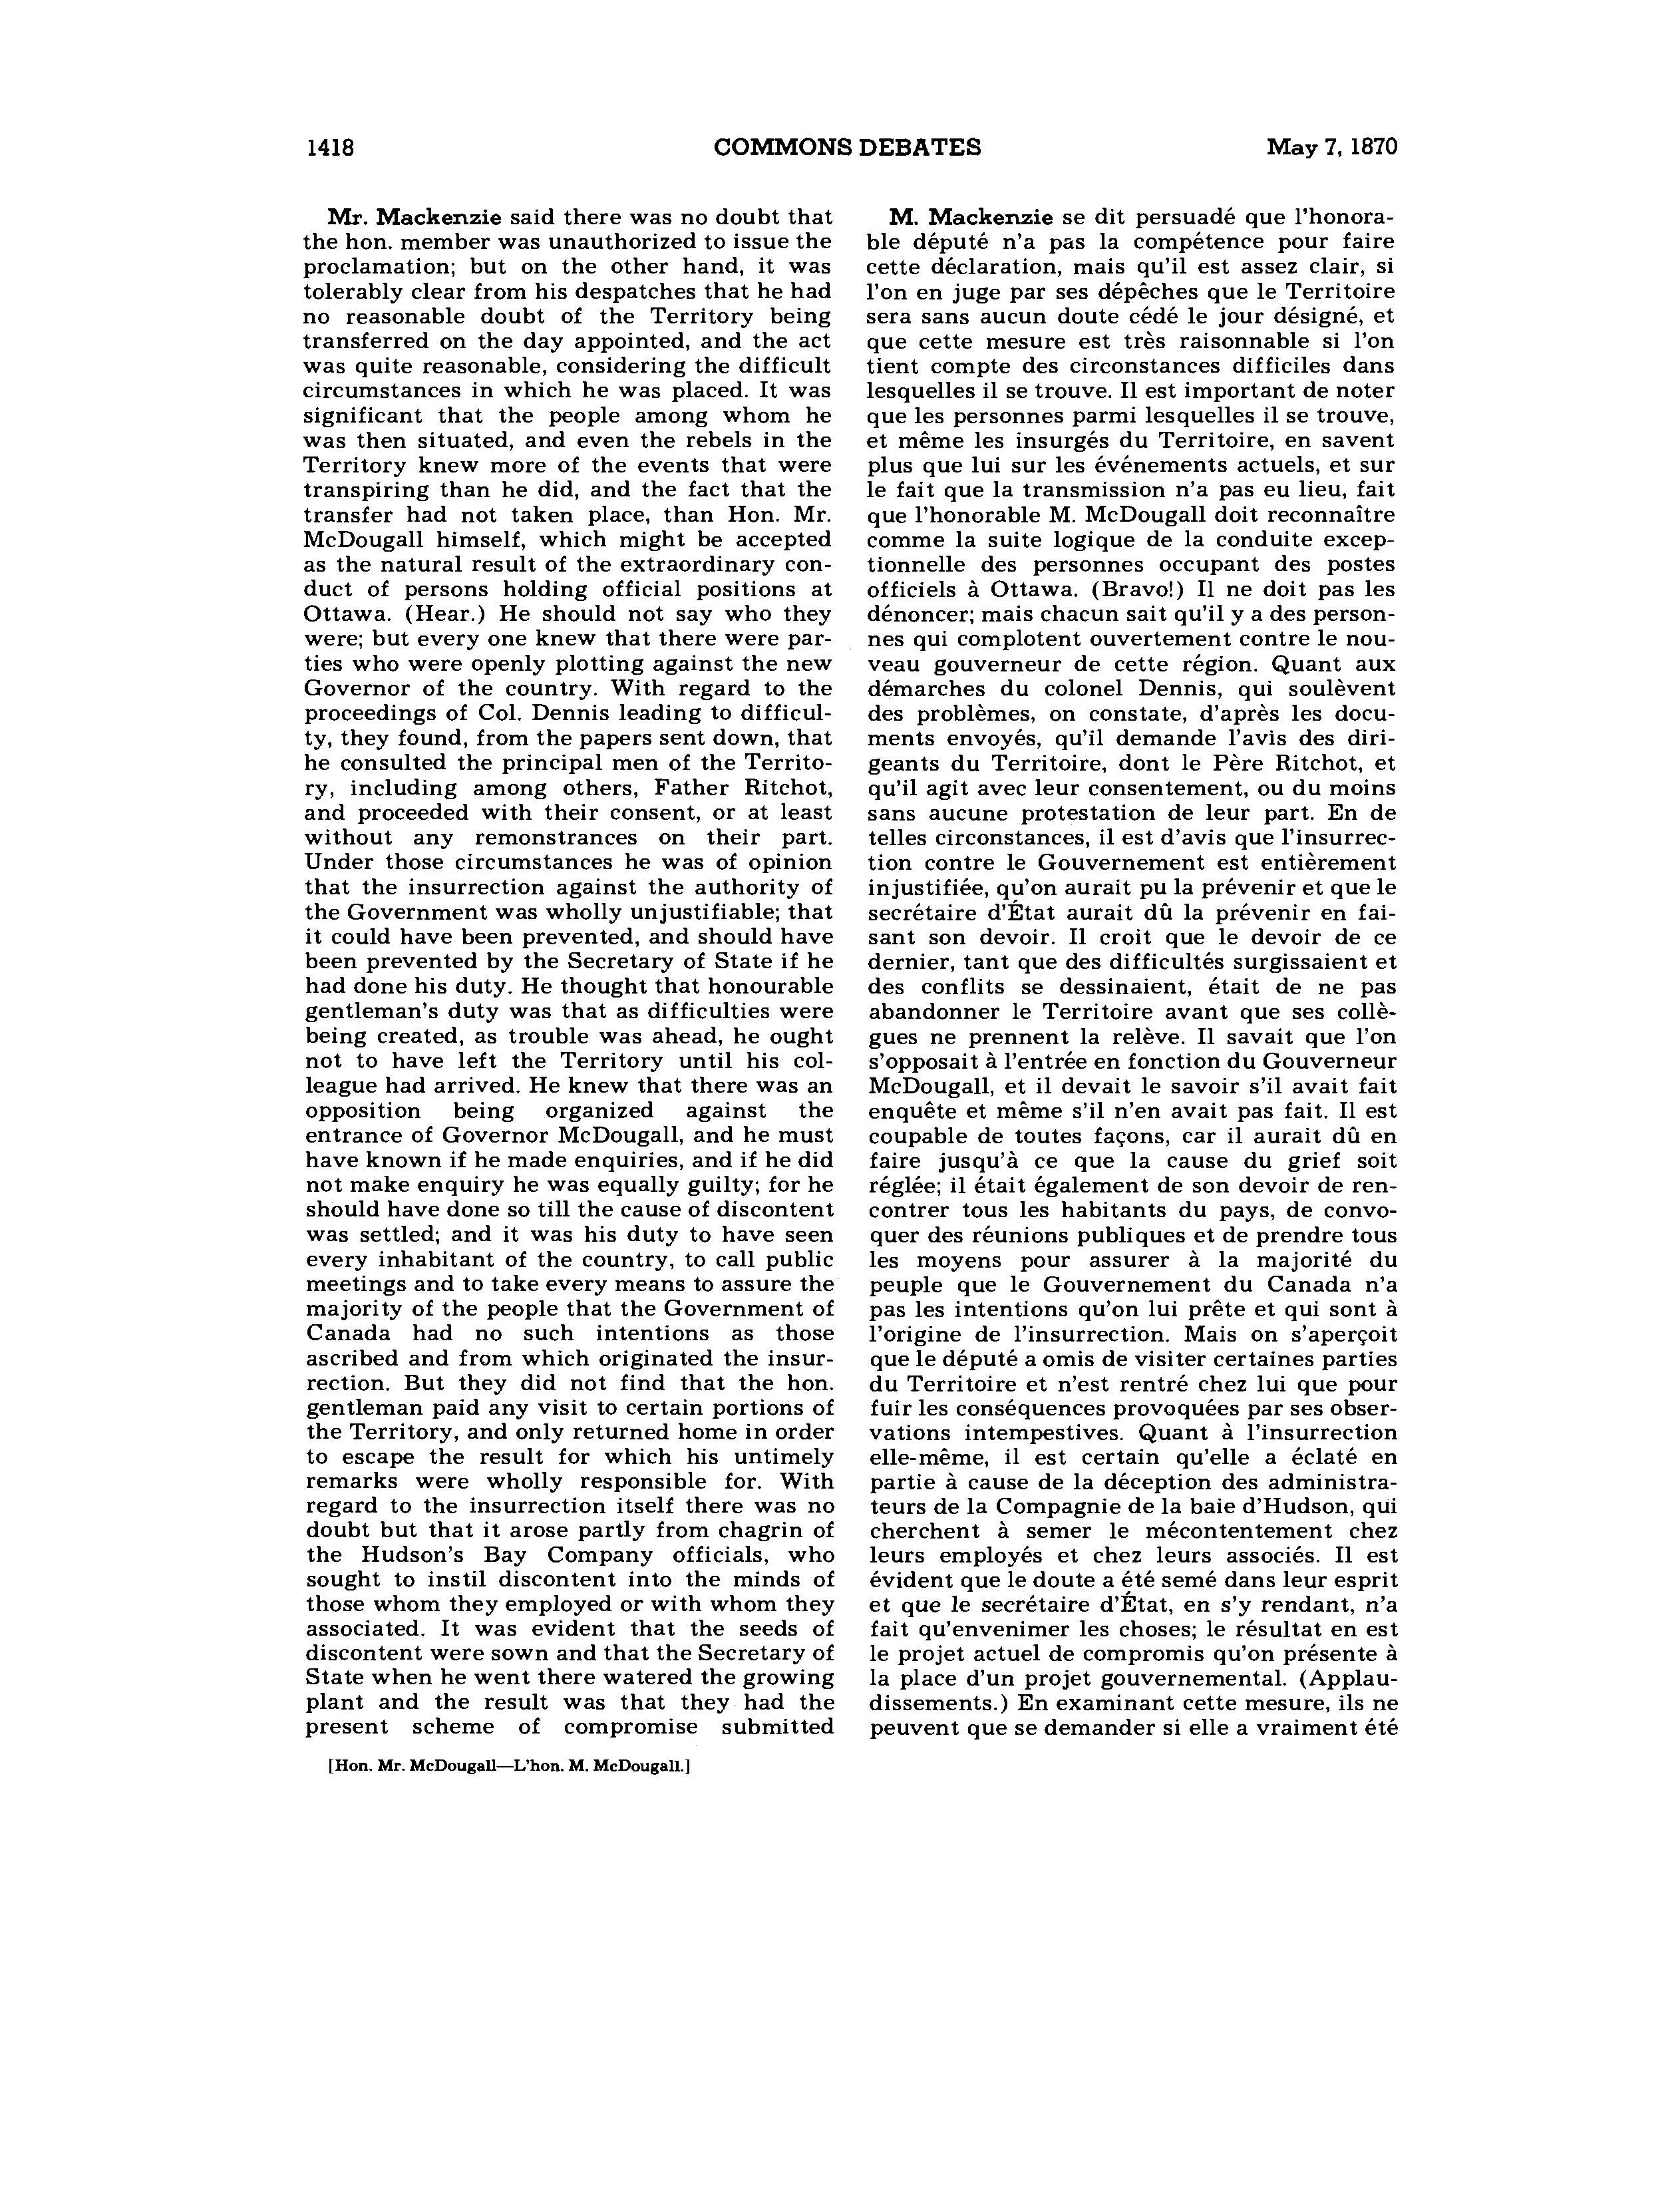 1418
COMMONS DEBATES
May 7, 1870
Mr. Mackenzie said there was no doubt that
the hon. member was unauthorized to issue the
proclamation; but on the other hand, it was
tolerably clear from his despatches that he had
no reasonable doubt of the Territory being
transferred on the day appointed, and the act
was quite reasonable, considering the difficult
circumstances in which he was placed. It was
significant that the people among whom he
was then situated, and even the rebels in the
Territory knew more of the events that were
transpiring than he did, and the fact that the
transfer had not taken place, than Hon. Mr.
McDougall himself, which might be accepted
as the natural result of the extraordinary con-
duct of persons holding official positions at
Ottawa. (Hear.) He should not say who they
were; but every one knew that there were par-
ties who were openly plotting against the new
Governor of the country. With regard to the
proceedings of Col. Dennis leading to difficul-
ty, they found, from the papers sent down, that
he consulted the principal men of the Territo-
ry, including among others, Father Ritchot,
and proceeded with their consent, or at least
without any remonstrances on their part.
Under those circumstances he was of opinion
that the insurrection against the authority of
the Government was wholly unjustifiable; that
it could have been prevented, and should have
been prevented by the Secretary of State if he
had done his duty. He thought that honourable
gentleman's duty was that as difficulties were
being created, as trouble was ahead, he ought
not to have left the Territory until his col-
league had arrived. He knew that there was an
opposition being organized against the
entrance of Governor McDougall, and he must
have known if he made enquiries, and if he did
not make enquiry he was equally guilty; for he
should have done so till the cause of discontent
was settled; and it was his duty to have seen
every inhabitant of the country, to call public
meetings and to take every means to assure the
majority of the people that the Government of
Canada had no such intentions as those
ascribed and from which originated the insur-
rection. But they did not find that the hon.
gentleman paid any visit to certain portions of
the Territory, and only returned home in order
to escape the result for which his untimely
remarks were wholly responsible for. With
regard to the insurrection itself there was no
doubt but that it arose partly from chagrin of
the Hudson's Bay Company officials, who
sought to instil discontent into the minds of
those whom they employed or with whom they
associated. It was evident that the seeds of
discontent were sown and that the Secretary of
State when he went there watered the growing
plant and the result was that they had the
present scheme of compromise submitted
M. Mackenzie se dit persuadé que l'honora-
ble député n'a pas la compétence pour faire
cette déclaration, mais qu'il est assez clair, si
l'on en juge par ses dépêches que le Territoire
sera sans aucun doute cédé le jour désigné, et
que cette mesure est très raisonnable si l'on
tient compte des circonstances difficiles dans
lesquelles il se trouve. Il est important de noter
que les personnes parmi lesquelles il se trouve,
et même les insurgés du Territoire, en savent
plus que lui sur les événements actuels, et sur
le fait que la transmission n'a pas eu lieu, fait
que l'honorable M. McDougall doit reconnaître
comme la suite logique de la conduite excep-
tionnelle des personnes occupant des postes
officiels à Ottawa. (Bravo!) Il ne doit pas les
dénoncer; mais chacun sait qu'il y a des person-
nes qui complotent ouvertement contre le nou-
veau gouverneur de cette région. Quant aux
démarches du colonel Dennis, qui soulèvent
des problèmes, on constate, d'après les docu-
ments envoyés, qu'il demande l'avis des diri-
geants du Territoire, dont le Père Ritchot, et
qu'il agit avec leur consentement, ou du moins
sans aucune protestation de leur part. En de
telles circonstances, il est d'avis que l'insurrec-
tion contre le Gouvernement est entièrement
injustifiée, qu'on aurait pu la prévenir et que le
secrétaire d'État aurait dû la prévenir en fai-
sant son devoir. Il croit que le devoir de ce
dernier, tant que des difficultés surgissaient et
des conflits se dessinaient, était de ne pas
abandonner le Territoire avant que ses collè-
gues ne prennent la relève. Il savait que l'on
s'opposait à l'entrée en fonction du Gouverneur
McDougall, et il devait le savoir s'il avait fait
enquête et même s'il n'en avait pas fait. Il est
coupable de toutes façons, car il aurait dû en
faire jusqu'à ce que la cause du grief soit
réglée; il était également de son devoir de ren-
contrer tous les habitants du pays, de convo-
quer des réunions publiques et de prendre tous
les moyens pour assurer à la majorité du
peuple que le Gouvernement du Canada n'a
pas les intentions qu'on lui prête et qui sont à
l'origine de l'insurrection. Mais on s'aperçoit
que le député a omis de visiter certaines parties
du Territoire et n'est rentré chez lui que pour
fuir les conséquences provoquées par ses obser-
vations intempestives. Quant à l'insurrection
elle-même, il est certain qu'elle a éclaté en
partie à cause de la déception des administra-
teurs de la Compagnie de la baie d'Hudson, qui
cherchent à semer le mécontentement chez
leurs employés et chez leurs associés. Il est
évident que le doute a été semé dans leur esprit
et que le secrétaire d'État, en s'y rendant, n'a
fait qu'envenimer les choses; le résultat en est
le projet actuel de compromis qu'on présente à
la place d'un projet gouvernemental. (Applau-
dissements.) En examinant cette mesure, ils ne
peuvent que se demander si elle a vraiment été
[Hon. Mr. McDougall—L'hon. M. McDougall.]